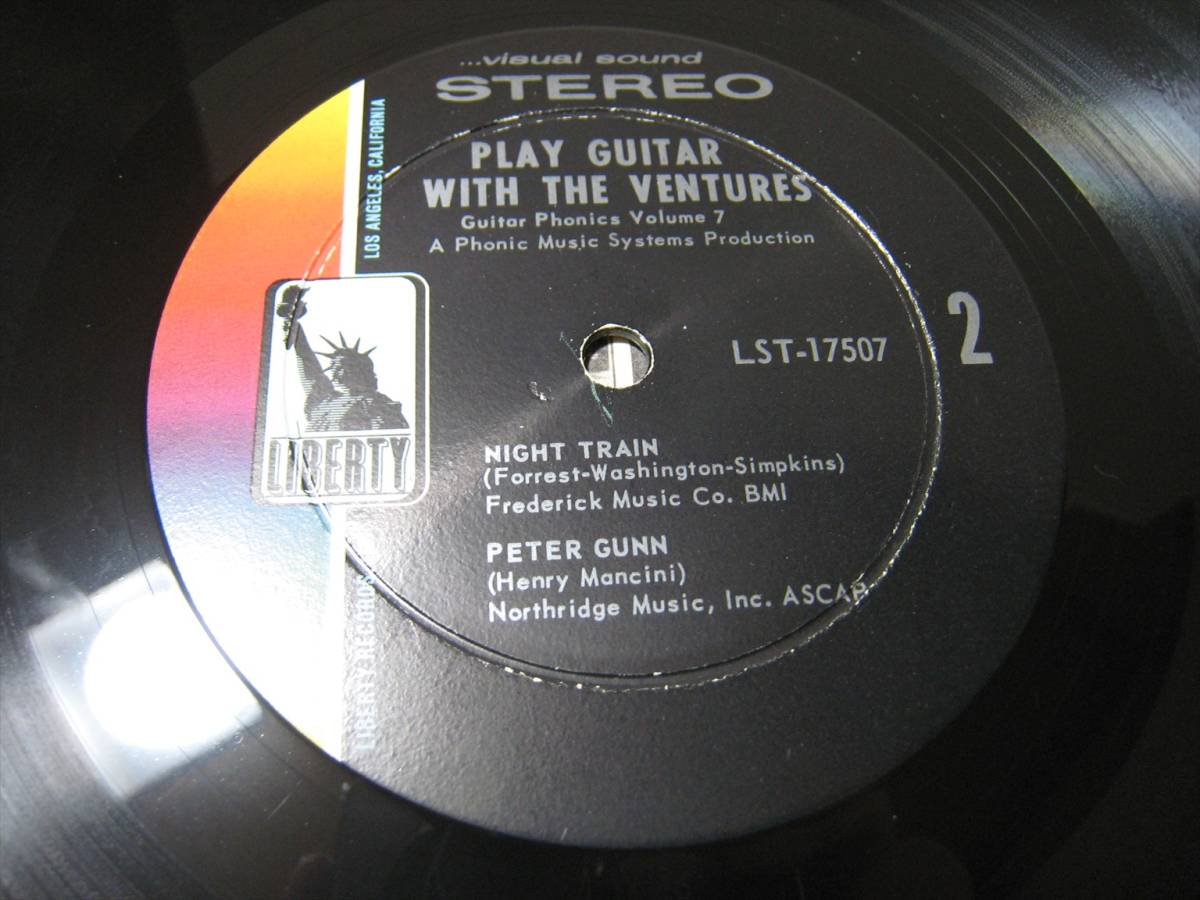 ...visual sound
STEREO
PLAY GUITAR
WITH THE VENTURES
Guitar Phonics Volume 7
A Phonic Music Systems Production
LOS ANGELES, CALIFORNIA
LIBERTY
LIBERTY RECORDS
LST-17507
2
NIGHT TRAIN
(Forrest-Washington-Simpkins)
Frederick Music Co. BMI
PETER GUNN
(Henry Mancini)
Northridge Music, Inc. ASCAP